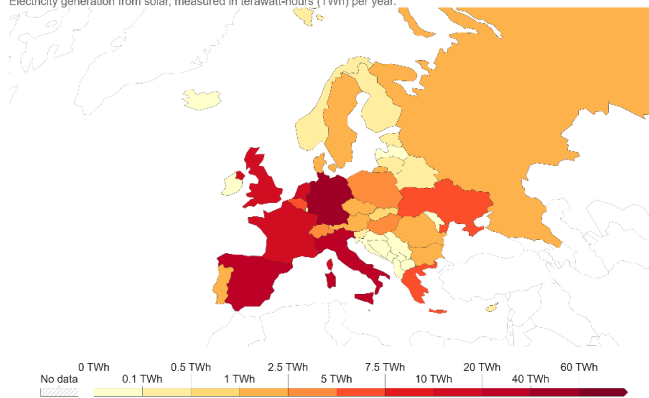 Electricity generation from solar, measured in terawatt-hours (TWh) per year.
0 TWh 0.5 TWh 2.5 TWh 7.5 TWh 20 TWh 60 TWh
No data 0.1 TWh 1 TWh 5 TWh 10 TWh 40 TWh